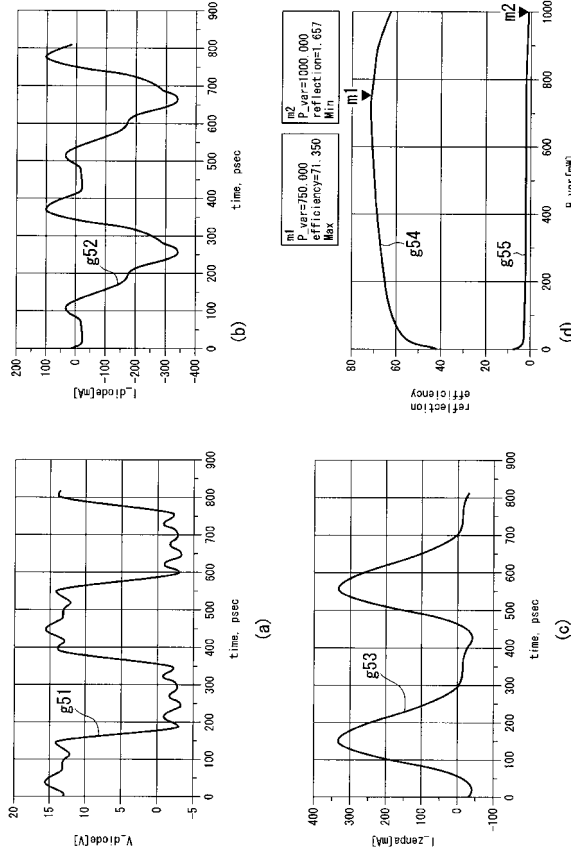 20
15
10
5
0
-5
V_diode[V]
g51
0 100 200 300 400 500 600 700 800 900
time, psec
(a)
200
100
0
-100
-200
-300
-400
I_diode[mA]
g52
0 100 200 300 400 500 600 700 800 900
time, psec
(b)
400
300
200
100
0
-100
I_zenpa[mA]
g53
0 100 200 300 400 500 600 700 800 900
time, psec
(c)
m1
P_var=750.000
efficiency=71.350
Max
m2
P_var=1000.000
reflection=1.657
Min
80
60
40
20
0
reflection
efficiency
m1
g54
g55
m2
0 200 400 600 800 1000
P_var[mW]
(d)